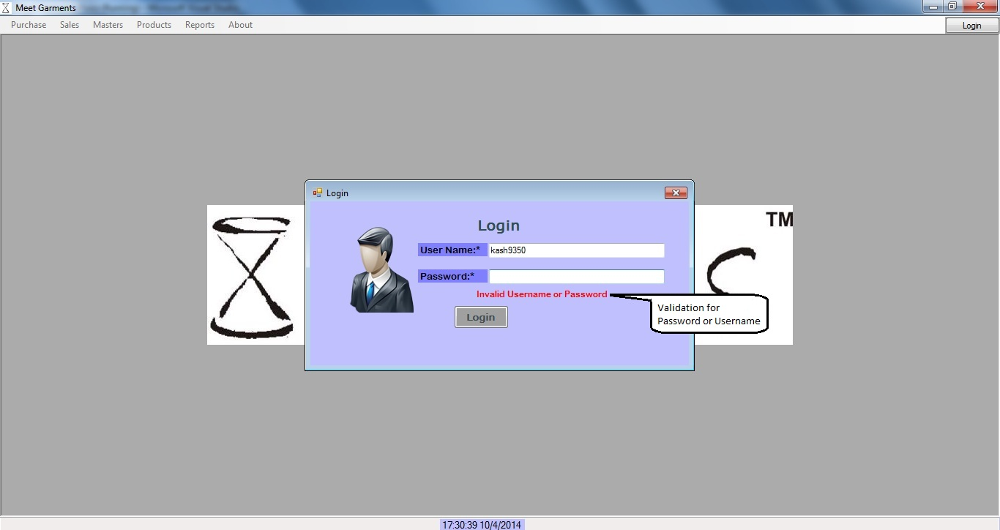 Meet Garments
Purchase Sales Masters Products Reports About
Login
Login
TM
Login
User Name:* kash9350
Password:*
Invalid Username or Password
Validation for
Password or Username
Login
17:30:39 10/4/2014